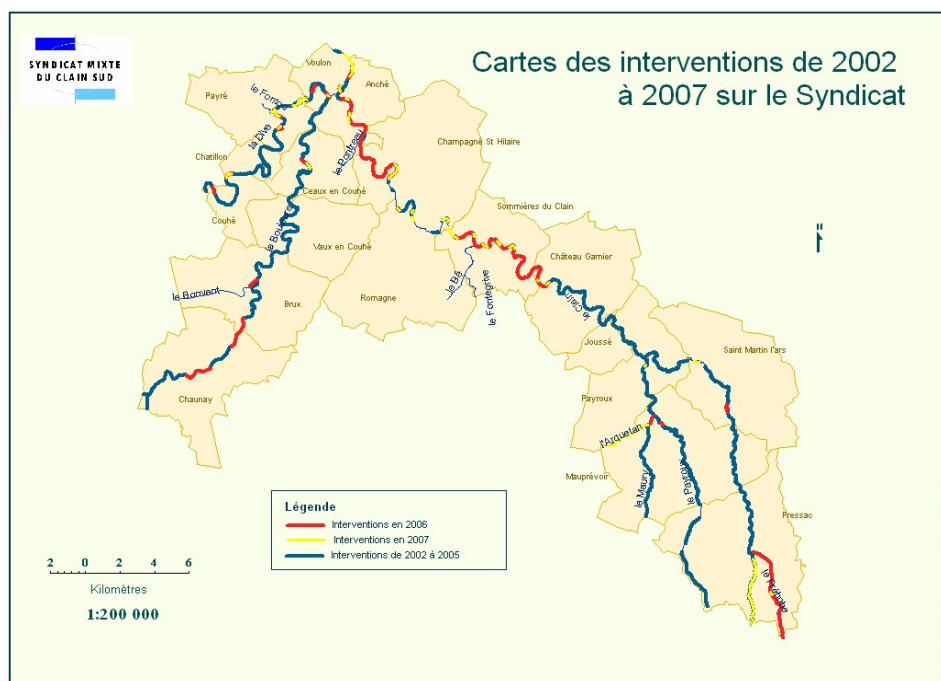 SYNDICAT MIXTE
DU CLAIN SUD
Cartes des interventions de 2002
à 2007 sur le Syndicat
Voulon
Anché
Payré
le Fontou
la Dive
Champagné St Hilaire
le Pontreau
Chatillon
Ceaux en Couhé
Couhé
Sommières du Clain
la Bouleure
Vaux en Couhé
Château Garnier
le Bé
le Bonvent
Brux
Romagne
le Fontégrive
le Clain
Joussé
Saint Martin l'ars
Chaunay
Payroux
l'Arquetan
Mauprévoir
le Maury
le Payroux
Pressac
Légende
Interventions en 2006
Interventions en 2007
Interventions de 2002 à 2005
2 0 2 4 6
Kilomètres
1:200 000